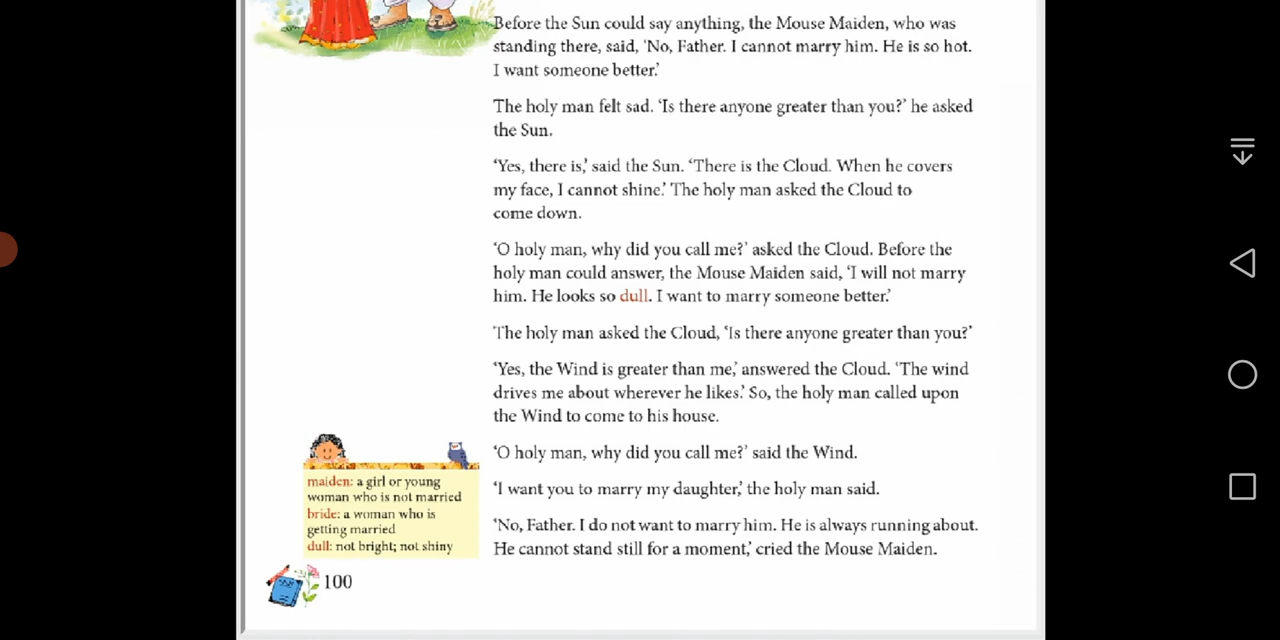 Before the Sun could say anything, the Mouse Maiden, who was
standing there, said, ‘No, Father. I cannot marry him. He is so hot.
I want someone better.’
The holy man felt sad. ‘Is there anyone greater than you?’ he asked
the Sun.
‘Yes, there is,’ said the Sun. ‘There is the Cloud. When he covers
my face, I cannot shine.’ The holy man asked the Cloud to
come down.
‘O holy man, why did you call me?’ asked the Cloud. Before the
holy man could answer, the Mouse Maiden said, ‘I will not marry
him. He looks so dull. I want to marry someone better.’
The holy man asked the Cloud, ‘Is there anyone greater than you?’
‘Yes, the Wind is greater than me,’ answered the Cloud. ‘The wind
drives me about wherever he likes.’ So, the holy man called upon
the Wind to come to his house.
‘O holy man, why did you call me?’ said the Wind.
‘I want you to marry my daughter,’ the holy man said.
‘No, Father. I do not want to marry him. He is always running about.
He cannot stand still for a moment,’ cried the Mouse Maiden.
maiden: a girl or young
woman who is not married
bride: a woman who is
getting married
dull: not bright; not shiny
100